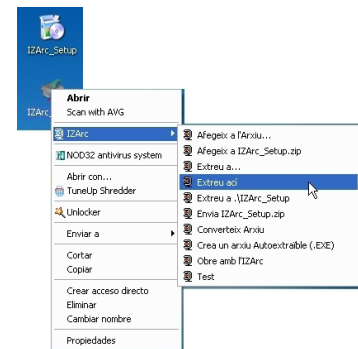 IZArc_Setup
IZArc_
Abrir
Scan with AVG
IZArc
NOD32 antivirus system
Abrir con...
TuneUp Shredder
Unlocker
Enviar a
Cortar
Copiar
Crear acceso directo
Eliminar
Cambiar nombre
Propiedades
Afegeix a l'Arxiu...
Afegeix a IZArc_Setup.zip
Extreu a...
Extreu ací
Extreu a .\IZArc_Setup
Envia IZArc_Setup.zip
Converteix Arxiu
Crea un arxiu Autoextraïble (.EXE)
Obre amb l'IZArc
Test